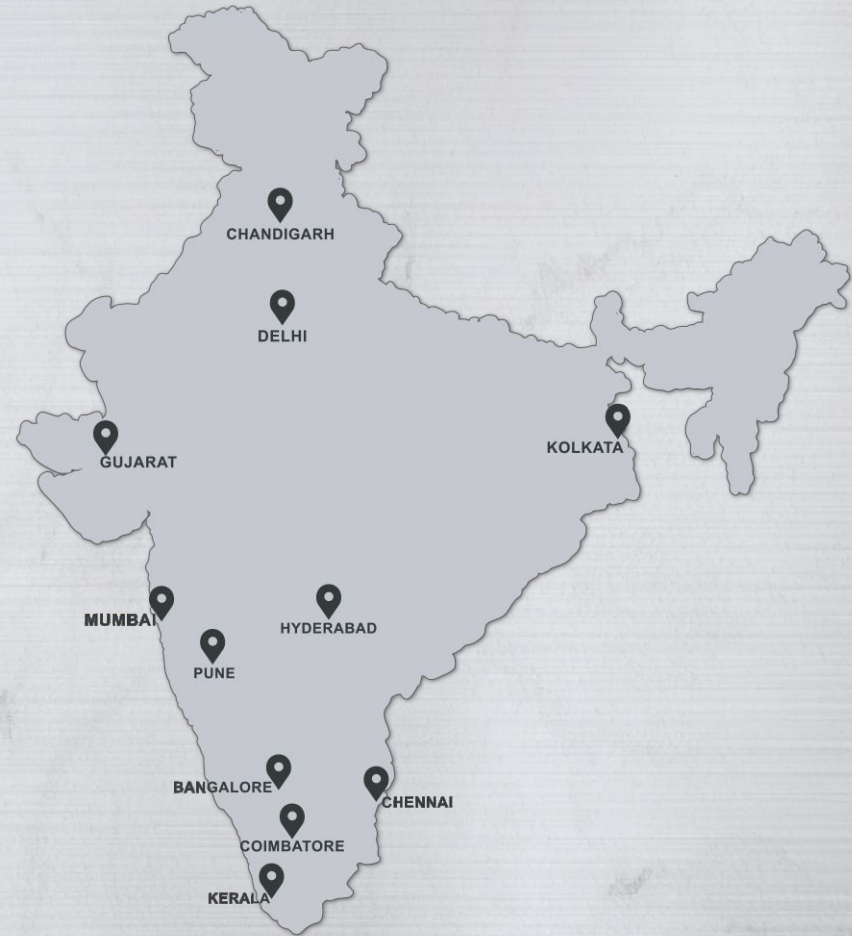 CHANDIGARH
DELHI
KOLKATA
GUJARAT
MUMBAI
HYDERABAD
PUNE
BANGALORE
CHENNAI
COIMBATORE
KERALA